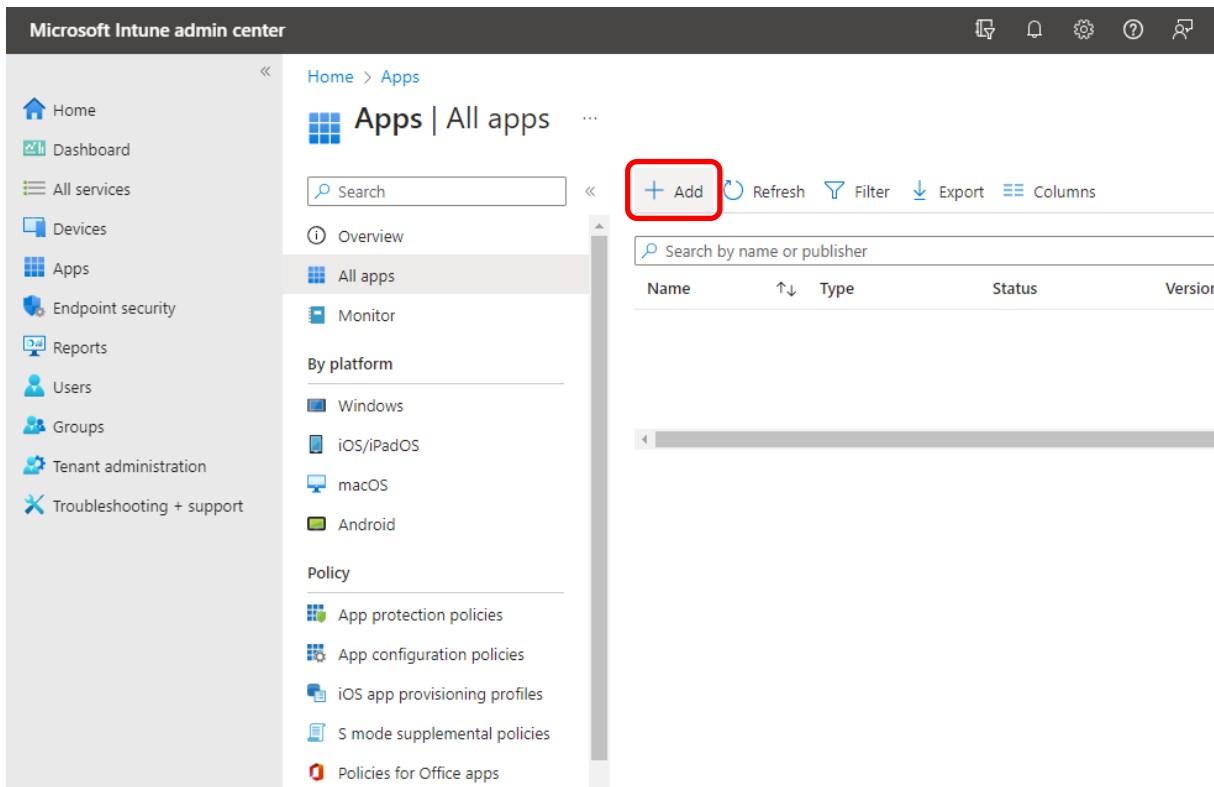 Microsoft Intune admin center
Home
Dashboard
All services
Devices
Apps
Endpoint security
Reports
Users
Groups
Tenant administration
Troubleshooting + support
Home > Apps
Apps | All apps ...
Search
Overview
All apps
Monitor
By platform
Windows
iOS/iPadOS
macOS
Android
Policy
App protection policies
App configuration policies
iOS app provisioning profiles
S mode supplemental policies
Policies for Office apps
Add Refresh Filter Export Columns
Search by name or publisher
Name Type Status Version